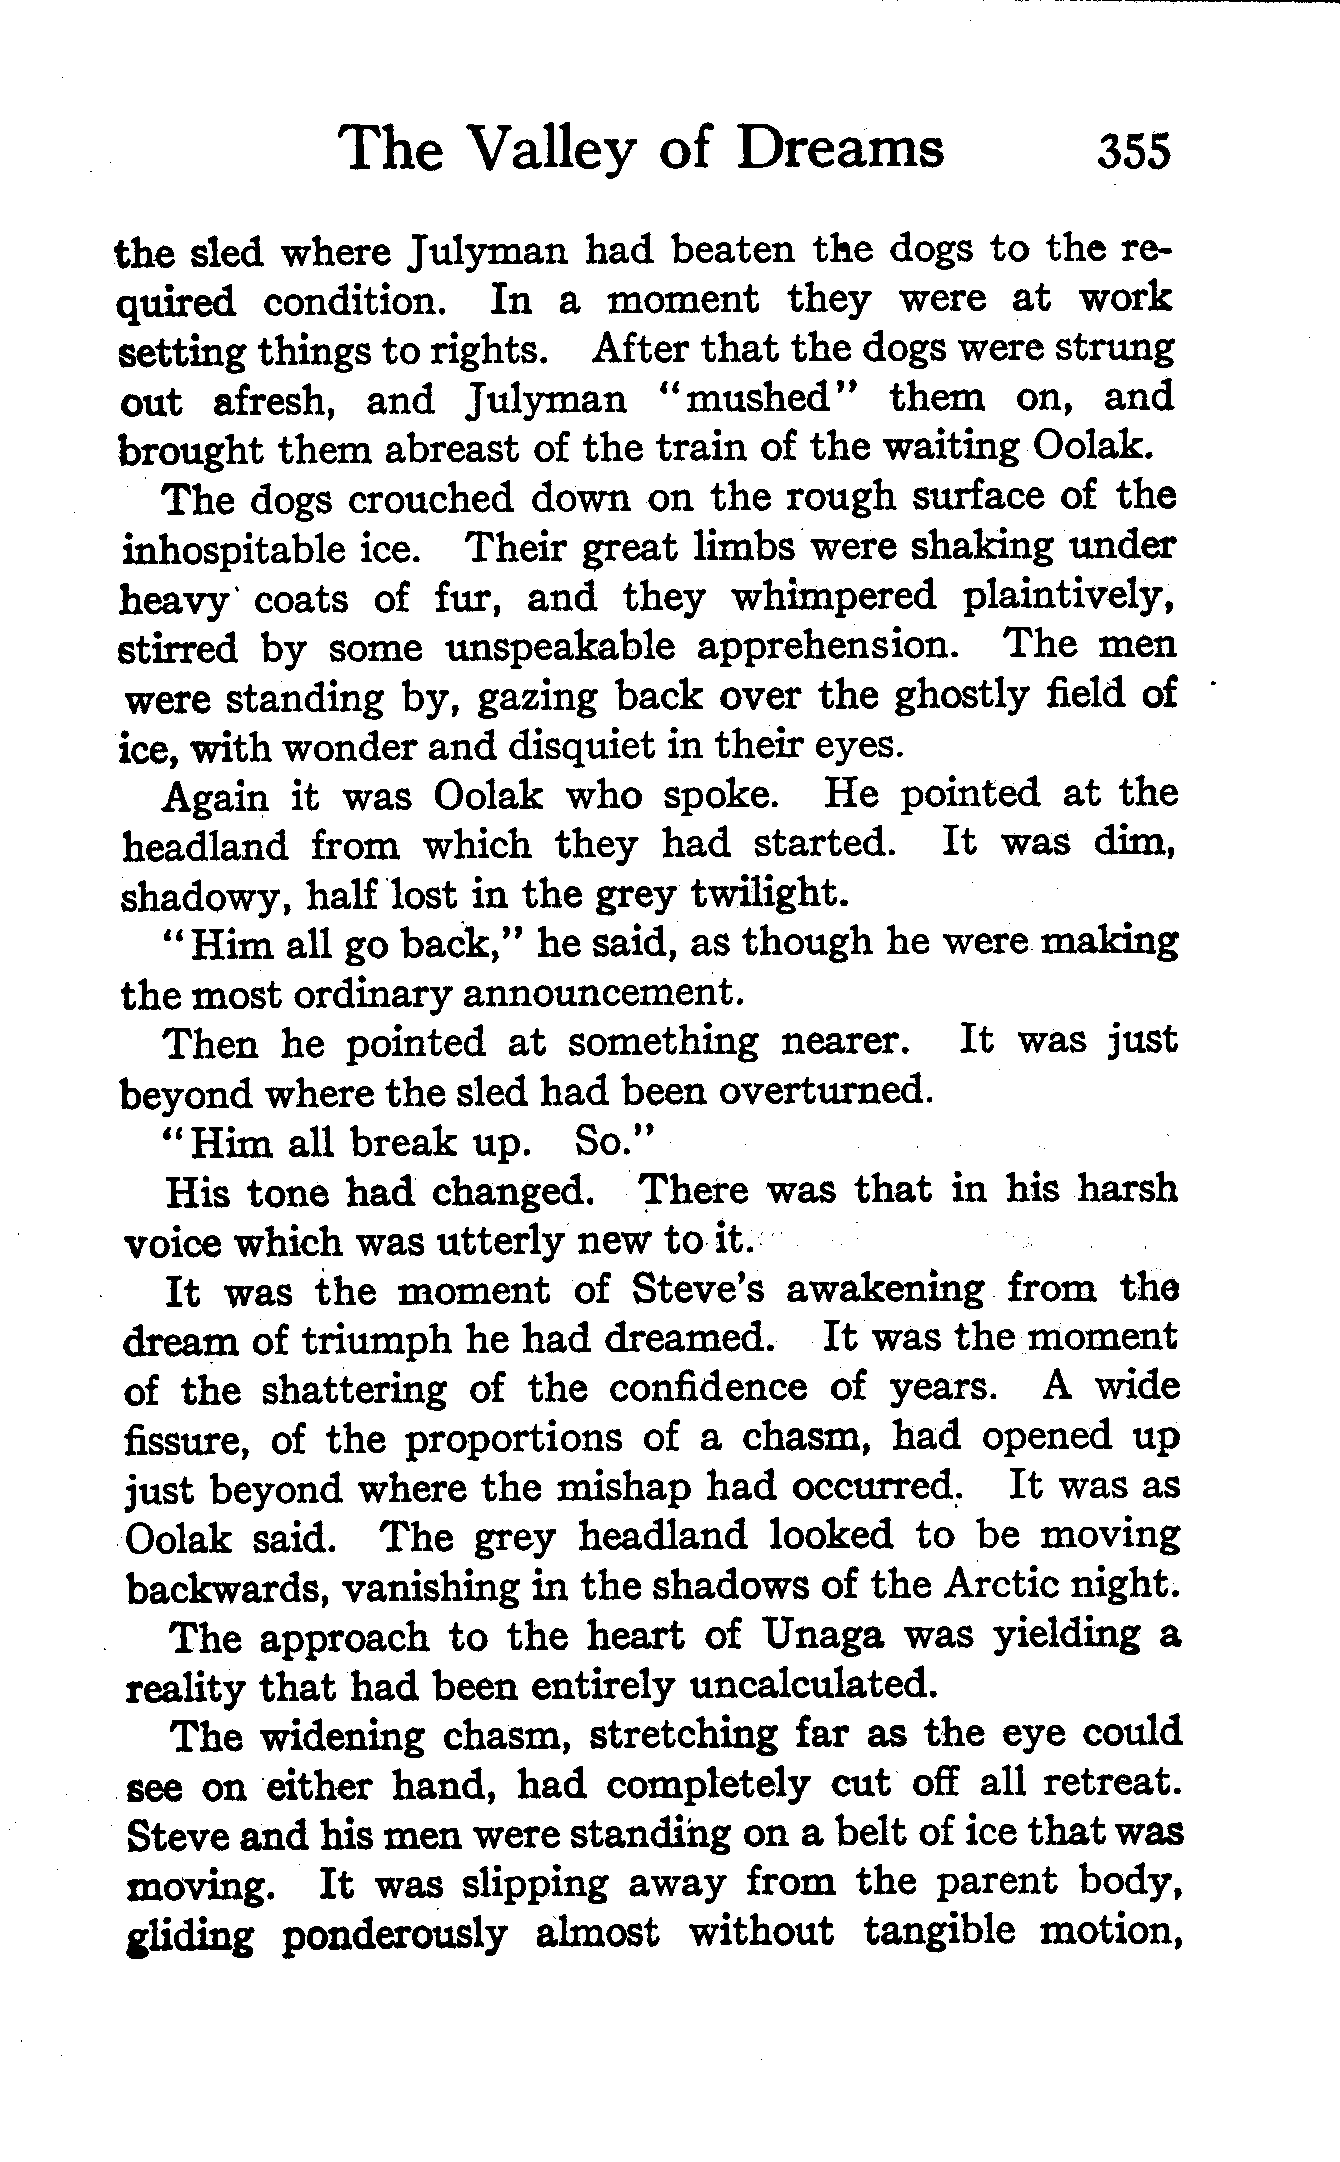 The Valley of Dreams 355
the sled where Julyman had beaten the dogs to the re-
quired condition. In a moment they were at work
setting things to rights. After that the dogs were strung
out afresh, and Julyman "mushed" them on, and
brought them abreast of the train of the waiting Oolak.
The dogs crouched down on the rough surface of the
inhospitable ice. Their great limbs were shaking under
heavy coats of fur, and they whimpered plaintively,
stirred by some unspeakable apprehension. The men
were standing by, gazing back over the ghostly field of
ice, with wonder and disquiet in their eyes.
Again it was Oolak who spoke. He pointed at the
headland from which they had started. It was dim,
shadowy, half lost in the grey twilight.
"Him all go back," he said, as though he were making
the most ordinary announcement.
Then he pointed at something nearer. It was just
beyond where the sled had been overturned.
"Him all break up. So."
His tone had changed. There was that in his harsh
voice which was utterly new to it.
It was the moment of Steve's awakening from the
dream of triumph he had dreamed. It was the moment
of the shattering of the confidence of years. A wide
fissure, of the proportions of a chasm, had opened up
just beyond where the mishap had occurred. It was as
Oolak said. The grey headland looked to be moving
backwards, vanishing in the shadows of the Arctic night.
The approach to the heart of Unaga was yielding a
reality that had been entirely uncalculated.
The widening chasm, stretching far as the eye could
see on either hand, had completely cut off all retreat.
Steve and his men were standing on a belt of ice that was
moving. It was slipping away from the parent body,
gliding ponderously almost without tangible motion,